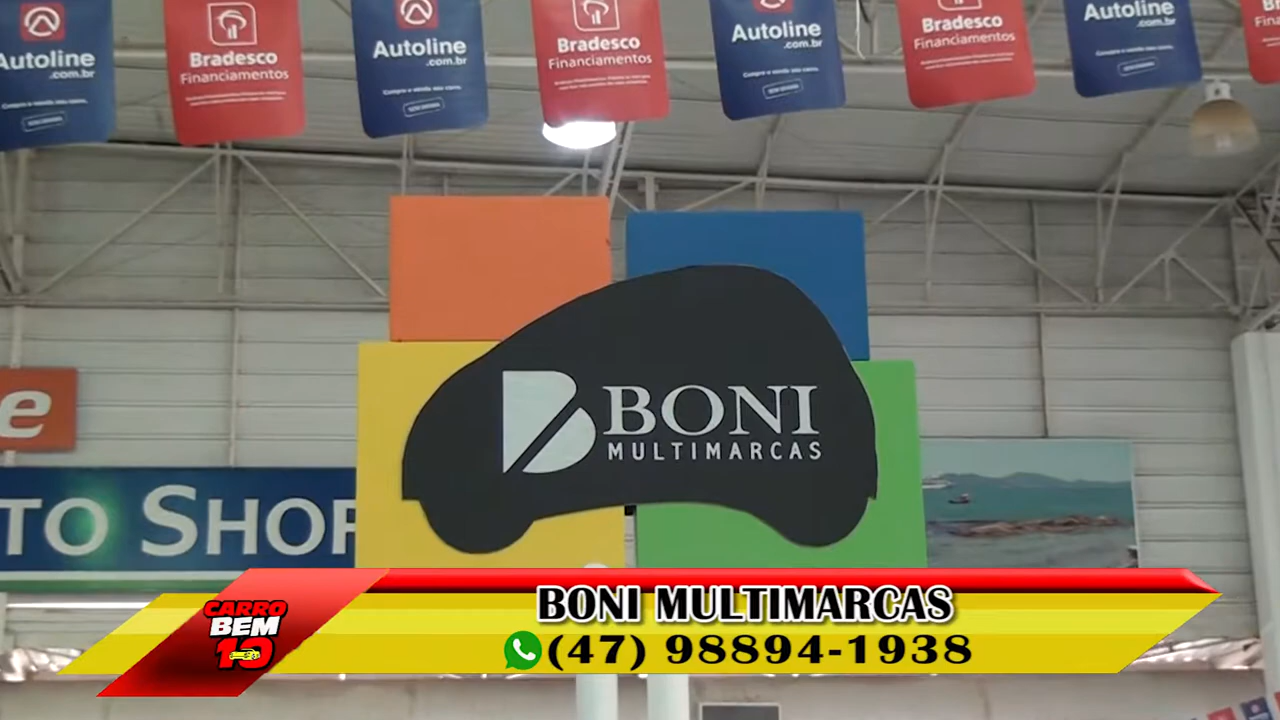 Autoline
.com.br
Bradesco
Financiamentos
Autoline
.com.br
Bradesco
Financiamentos
Autoline
.com.br
Bradesco
Financiamentos
Autoline
.com.br
B
BONI
MULTIMARCAS
e
TO SHOP
CARRO
BEM
10
BONI MULTIMARCAS
(47) 98894-1938